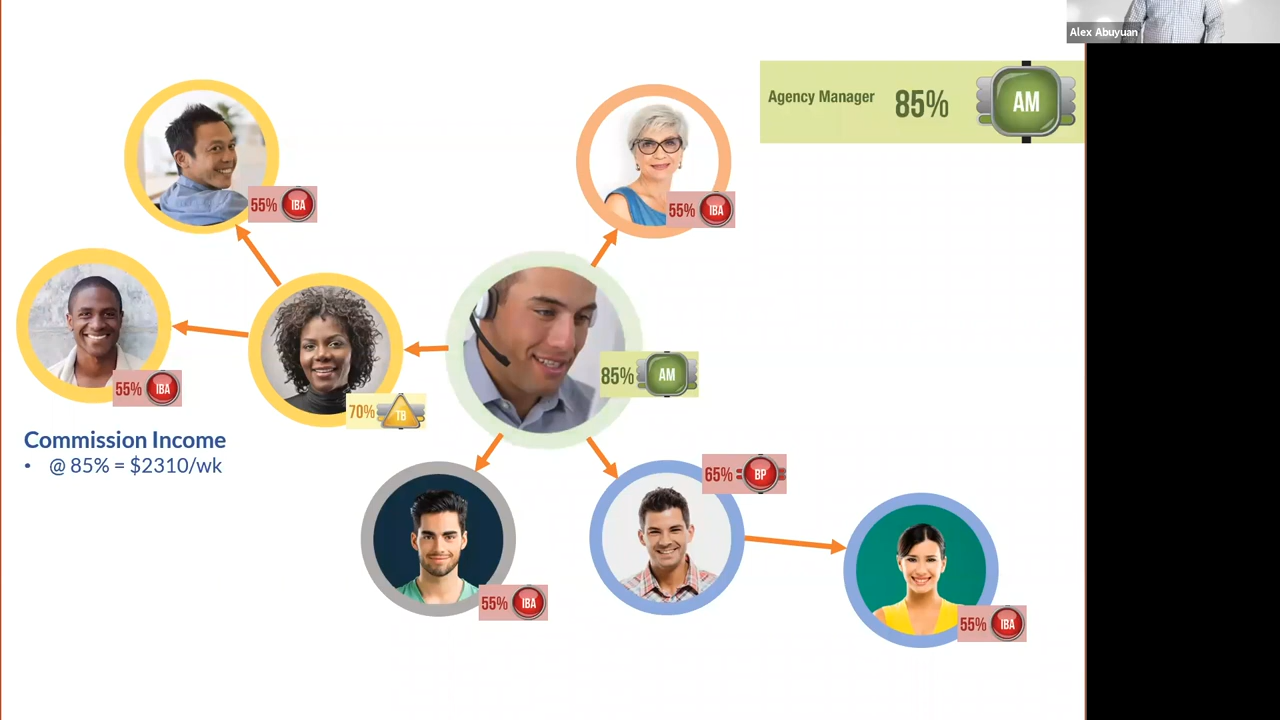 Alex Abuyuan
Agency Manager 85% AM
55% IBA
55% IBA
55% IBA
85% AM
70% TB
Commission Income
• @ 85% = $2310/wk
65% BP
55% IBA
55% IBA